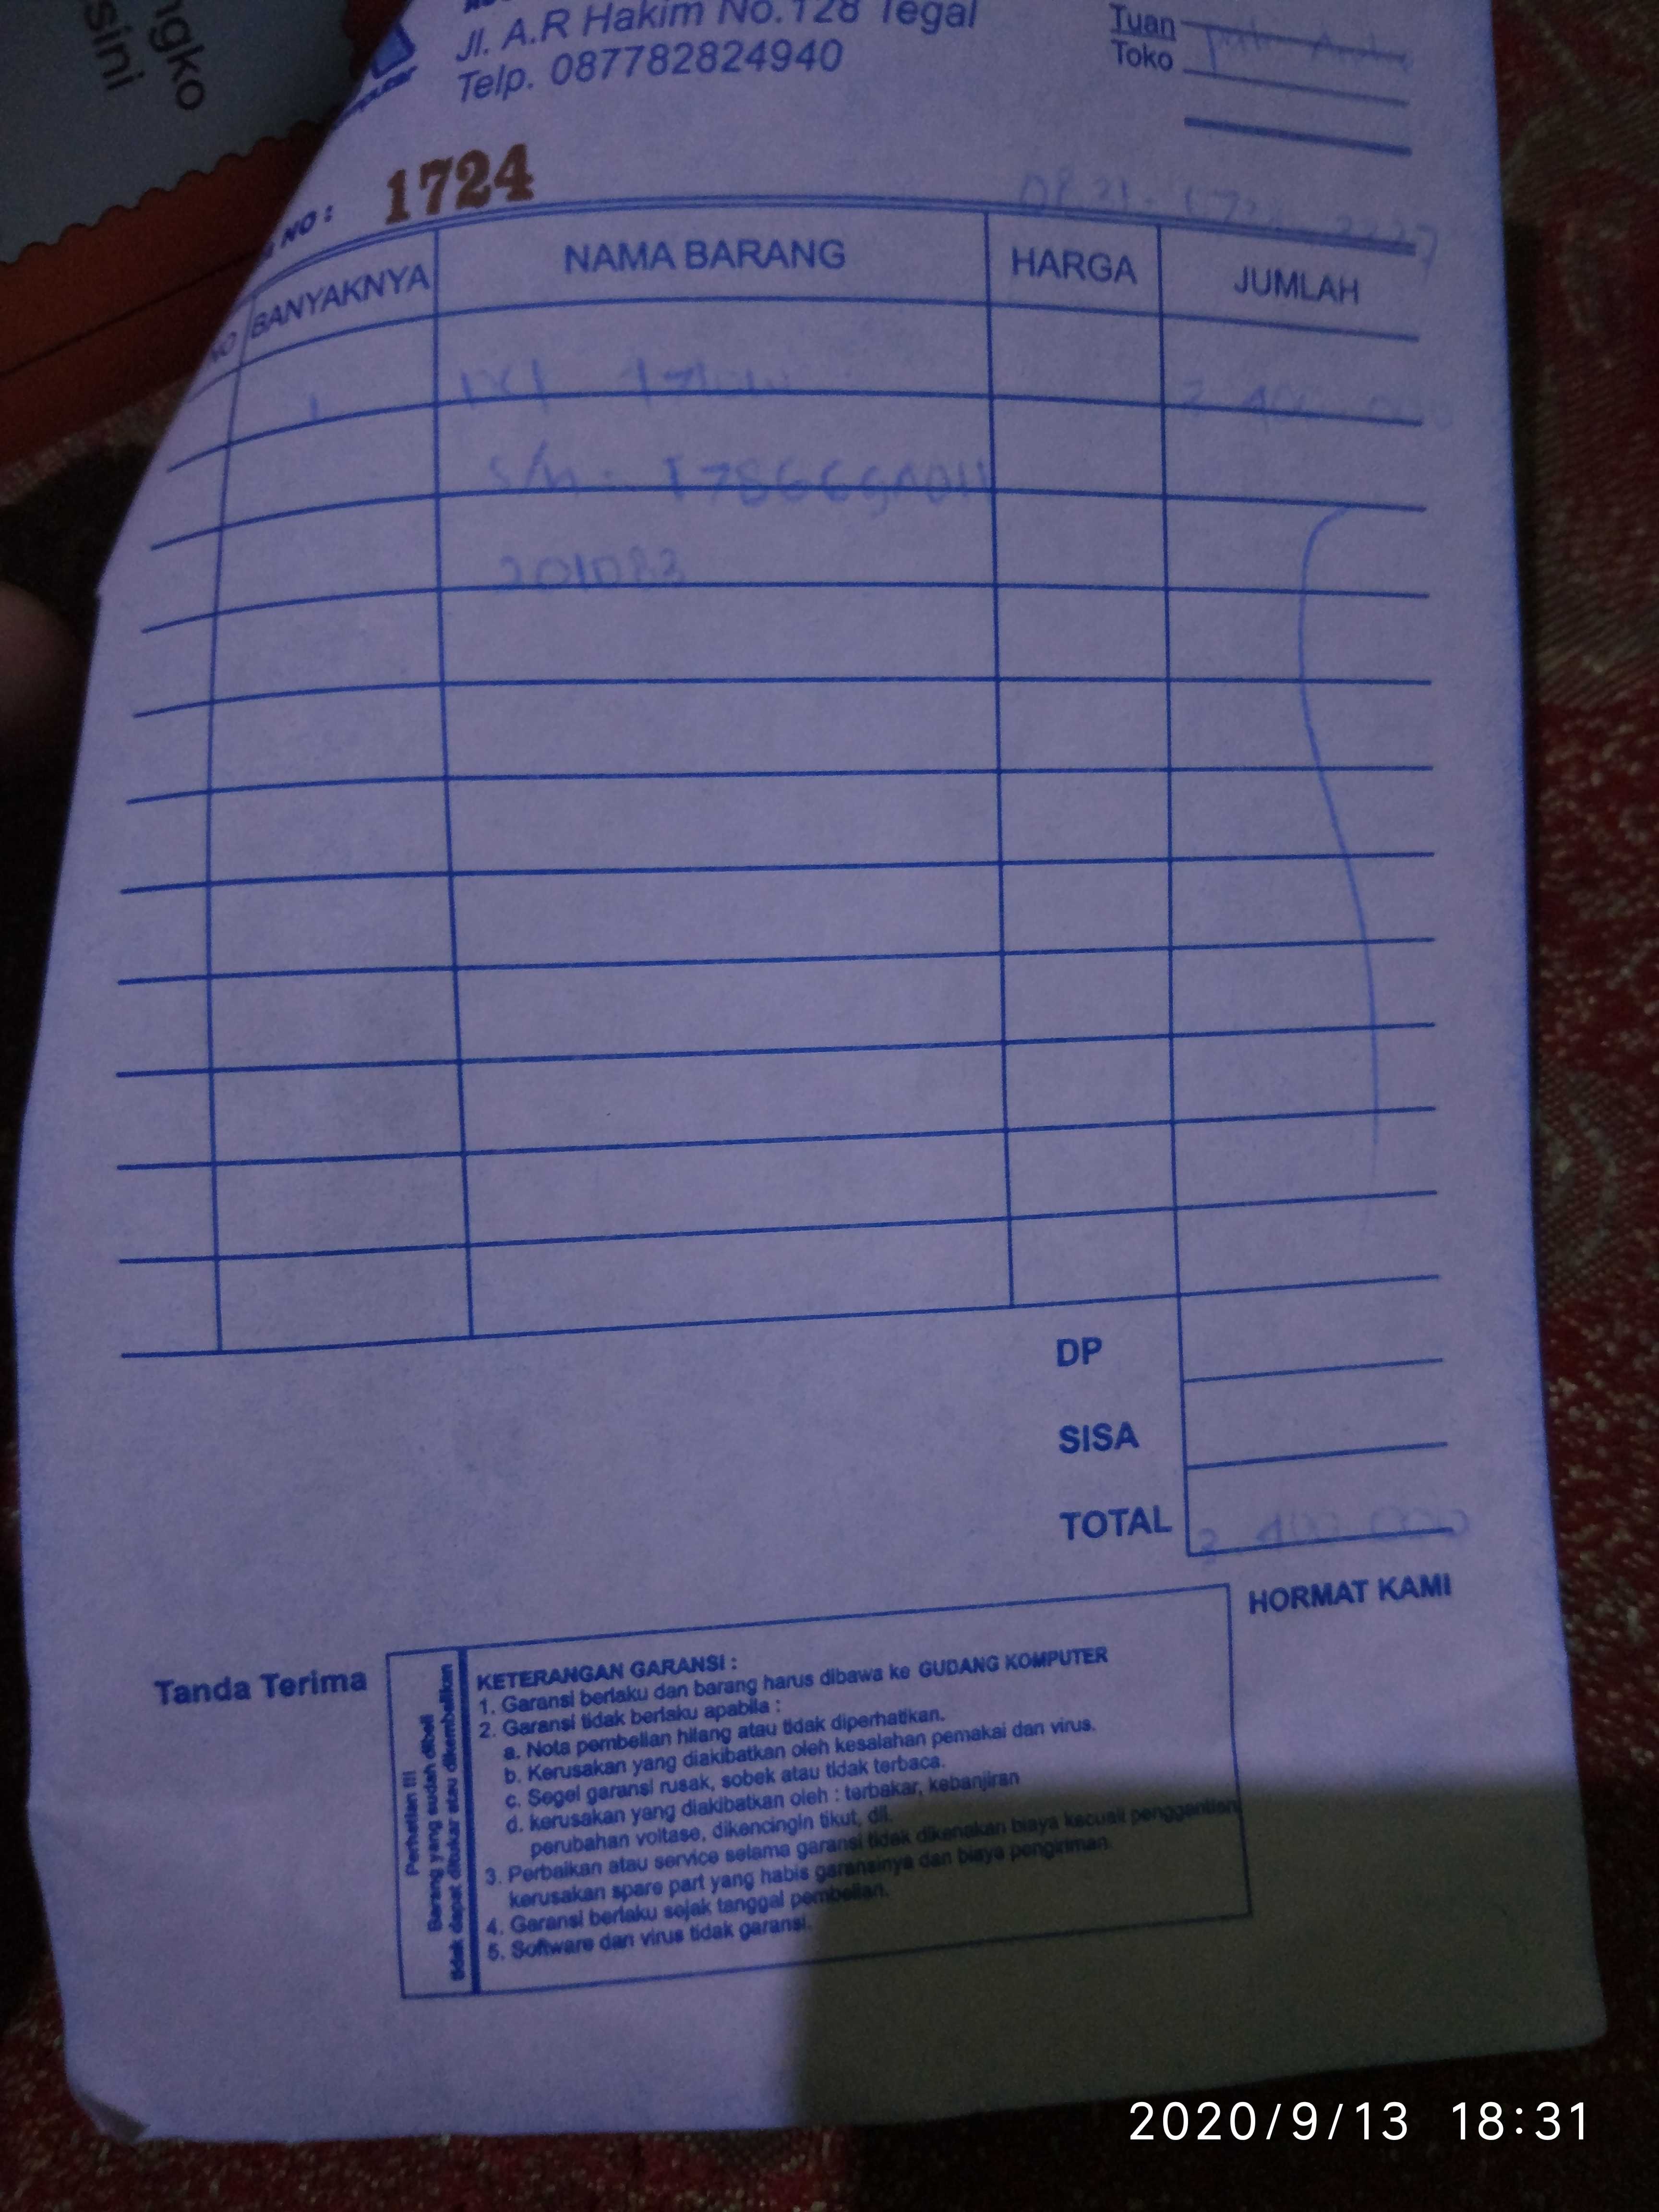 ngko
sini
Jl. A.R Hakim No.128 Tegal
Telp. 087782824940
Tuan
Toko
NO : 1724
NO BANYAKNYA NAMA BARANG HARGA JUMLAH
1
S/N :
201083
DP
SISA
TOTAL
HORMAT KAMI
Tanda Terima
Perhatian !!!
Barang yang sudah dibeli
tidak dapat ditukar atau dikembalikan
KETERANGAN GARANSI :
1. Garansi berlaku dan barang harus dibawa ke GUDANG KOMPUTER
2. Garansi tidak berlaku apabila :
a. Nota pembelian hilang atau tidak diperhatikan.
b. Kerusakan yang diakibatkan oleh kesalahan pemakai dan virus.
c. Segel garansi rusak, sobek atau tidak terbaca.
d. kerusakan yang diakibatkan oleh : terbakar, kebanjiran
perubahan voltase, dikencingin tikut, dll.
3. Perbaikan atau service selama garansi tidak dikenakan biaya kecuali penggantian
kerusakan spare part yang habis garansinya dan biaya pengiriman
4. Garansi berlaku sejak tanggal pembelian.
5. Software dan virus tidak garansi.
2020/9/13 18:31